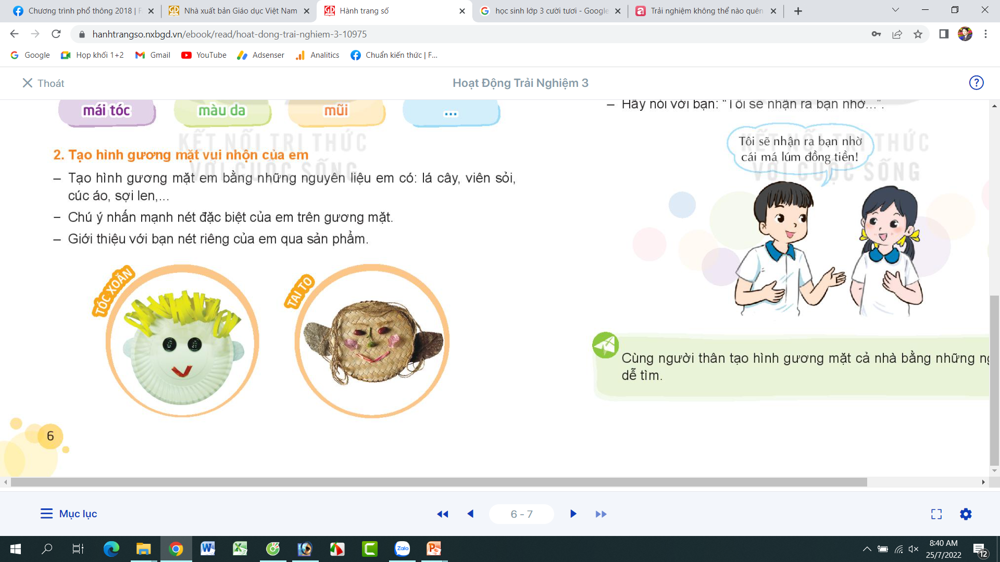 Chương trình phổ thông 2018 | F
Nhà xuất bản Giáo dục Việt Nam
Hành trang số
học sinh lớp 3 cười tươi - Google
Trải nghiệm không thể nào quên
hanhtrangso.nxbgd.vn/ebook/read/hoat-dong-trai-nghiem-3-10975
Google
Họp khối 1+2
Gmail
YouTube
Adsenser
Analitics
Chuẩn kiến thức | F...
Thoát
Hoạt Động Trải Nghiệm 3
?
mái tóc
màu da
mũi
...
KẾT NỐI TRI THỨC
VỚI CUỘC SỐNG
2. Tạo hình gương mặt vui nhộn của em
– Tạo hình gương mặt em bằng những nguyên liệu em có: lá cây, viên sỏi,
cúc áo, sợi len,...
– Chú ý nhấn mạnh nét đặc biệt của em trên gương mặt.
– Giới thiệu với bạn nét riêng của em qua sản phẩm.
TÓC XOĂN
TAI TO
6
– Hãy nói với bạn: “Tôi sẽ nhận ra bạn nhờ...”.
KẾT NỐI TRI THỨC
VỚI CUỘC SỐNG
Tôi sẽ nhận ra bạn nhờ
cái má lúm đồng tiền!
Cùng người thân tạo hình gương mặt cả nhà bằng những
dễ tìm.
Mục lục
6 - 7
Zalo
8:40 AM
25/7/2022
12